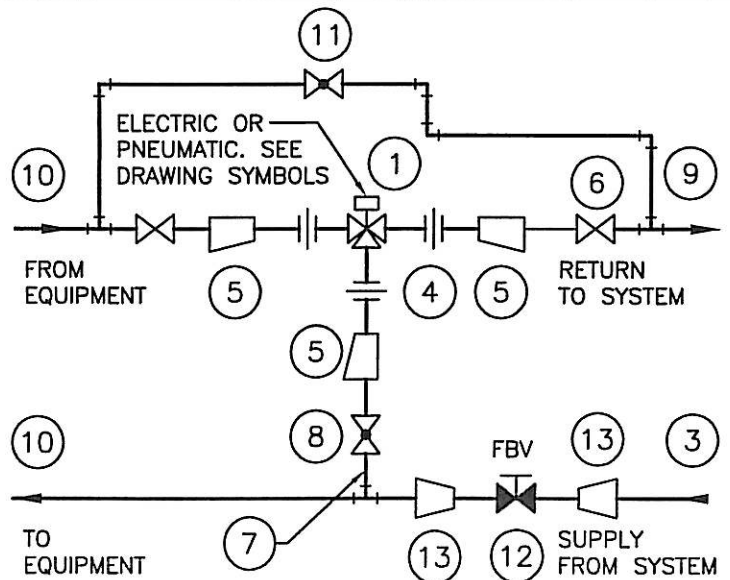 11
ELECTRIC OR
PNEUMATIC. SEE
DRAWING SYMBOLS
1
10
6
9
FROM
EQUIPMENT
5
4
5
RETURN
TO SYSTEM
5
10
8
FBV
13
3
TO
EQUIPMENT
7
13
12
SUPPLY
FROM SYSTEM